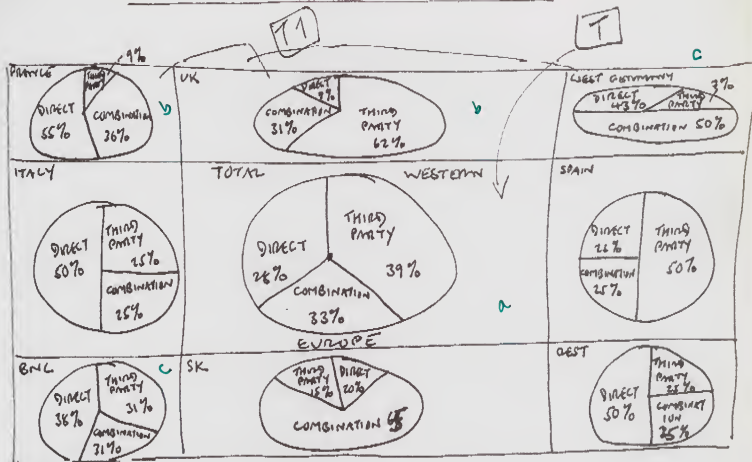 T1
T
c
FRANCE
9%
THIRD
PARTY
DIRECT
55%
COMBINATION
36%
b
UK
DIRECT
7%
COMBINATION
31%
THIRD
PARTY
62%
b
WEST GERMANY
7%
DIRECT
43%
THIRD
PARTY
COMBINATION 50%
ITALY
DIRECT
50%
THIRD
PARTY
25%
COMBINATION
25%
TOTAL WESTERN
THIRD
PARTY
39%
DIRECT
28%
COMBINATION
33%
EUROPE
a
SPAIN
DIRECT
25%
COMBINATION
25%
THIRD
PARTY
50%
BNL
c
DIRECT
38%
THIRD
PARTY
31%
COMBINATION
31%
SK
THIRD
PARTY
15%
DIRECT
20%
COMBINATION
REST
DIRECT
50%
THIRD
PARTY
25%
COMBINAT
ION